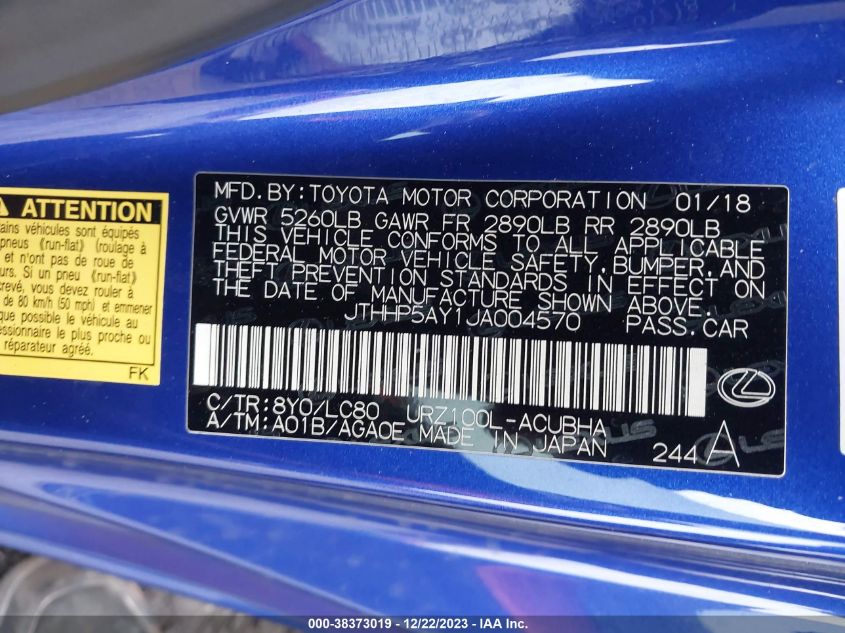 ATTENTION
tains véhicules sont équipés
pneus (run-flat) (roulage à
et n'ont pas de roue de
s. Si un pneu (run-flat)
crevé, vous devez rouler à
de 80 km/h (50 mph) et emmener
possible le véhicule au
essionnaire le plus proche ou
réparateur agréé.
FK
MFD.BY:TOYOTA MOTOR CORPORATION 01/18
GVWR 5260LB GAWR FR 2890LB RR 2890LB
THIS VEHICLE CONFORMS TO ALL APPLICABLE
FEDERAL MOTOR VEHICLE SAFETY,BUMPER,AND
THEFT PREVENTION STANDARDS IN EFFECT ON
THE DATE OF MANUFACTURE SHOWN ABOVE.
JTHHP5AY1JA004570 PASS.CAR
C/TR:8Y0/LC80 URZ100L-ACUBHA
A/TM:A01B/AGA0E MADE IN JAPAN
244 A
000-38373019 - 12/22/2023 - IAAI.COM